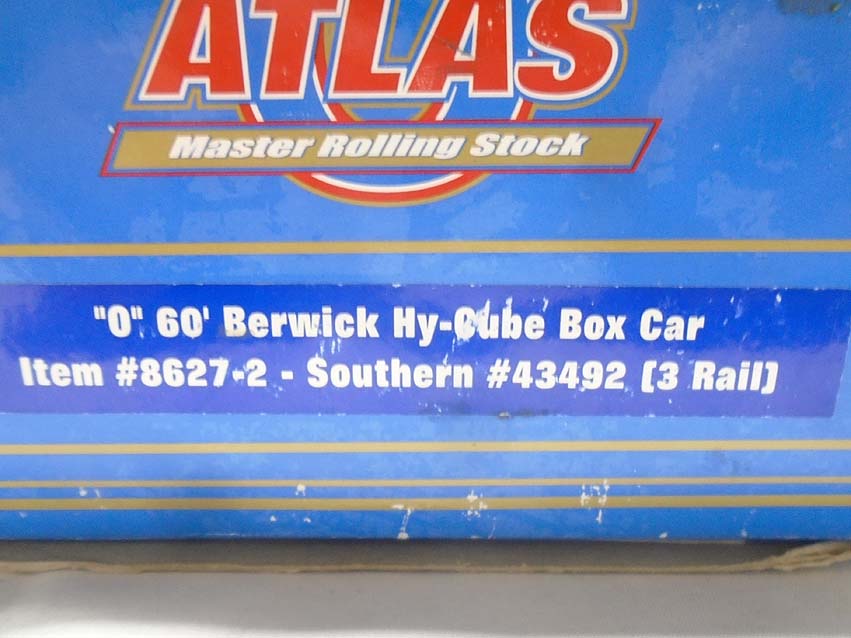 ATLAS
Master Rolling Stock
"O" 60' Berwick Hy-Cube Box Car
Item #8627-2 - Southern #43492 (3 Rail)